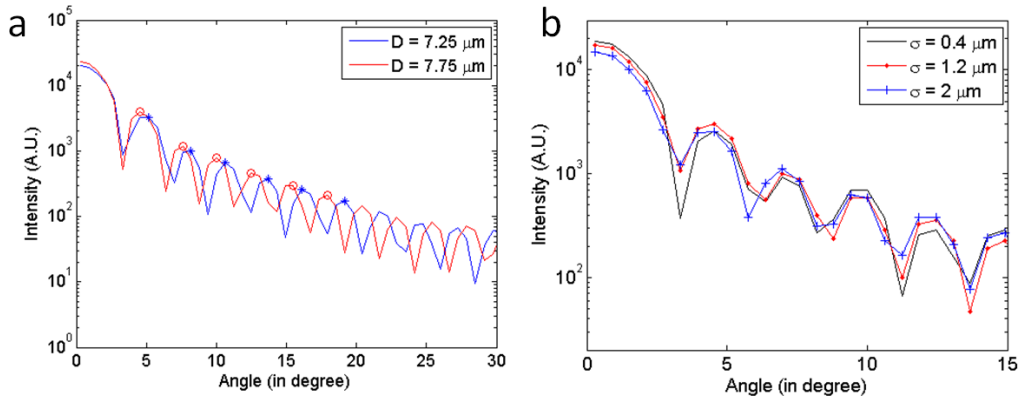 a
10^5
10^4
10^3
10^2
10^1
10^0
Intensity (A.U.)
D = 7.25 μm
D = 7.75 μm
0 5 10 15 20 25 30
Angle (in degree)
b
10^4
10^3
10^2
Intensity (A.U.)
σ = 0.4 μm
σ = 1.2 μm
σ = 2 μm
0 5 10 15
Angle (in degree)